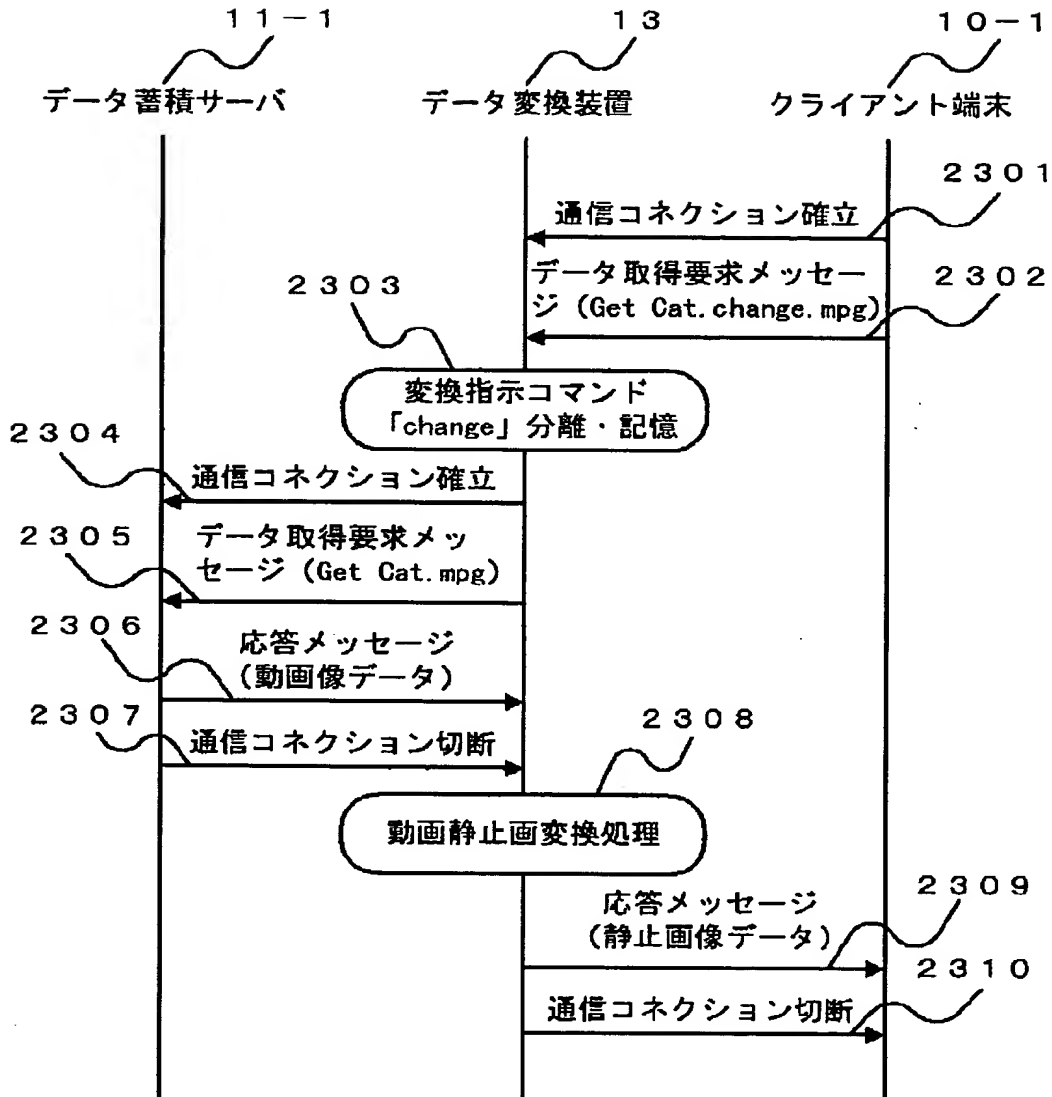 11-1
13
10-1
データ蓄積サーバ
データ変換装置
クライアント端末
2301
通信コネクション確立
2302
データ取得要求メッセー
ジ (Get Cat.change.mpg)
2303
変換指示コマンド
「change」分離・記憶
2304
通信コネクション確立
2305
データ取得要求メッ
セージ (Get Cat.mpg)
2306
応答メッセージ
(動画像データ)
2307
通信コネクション切断
2308
動画静止画変換処理
2309
応答メッセージ
(静止画像データ)
2310
通信コネクション切断